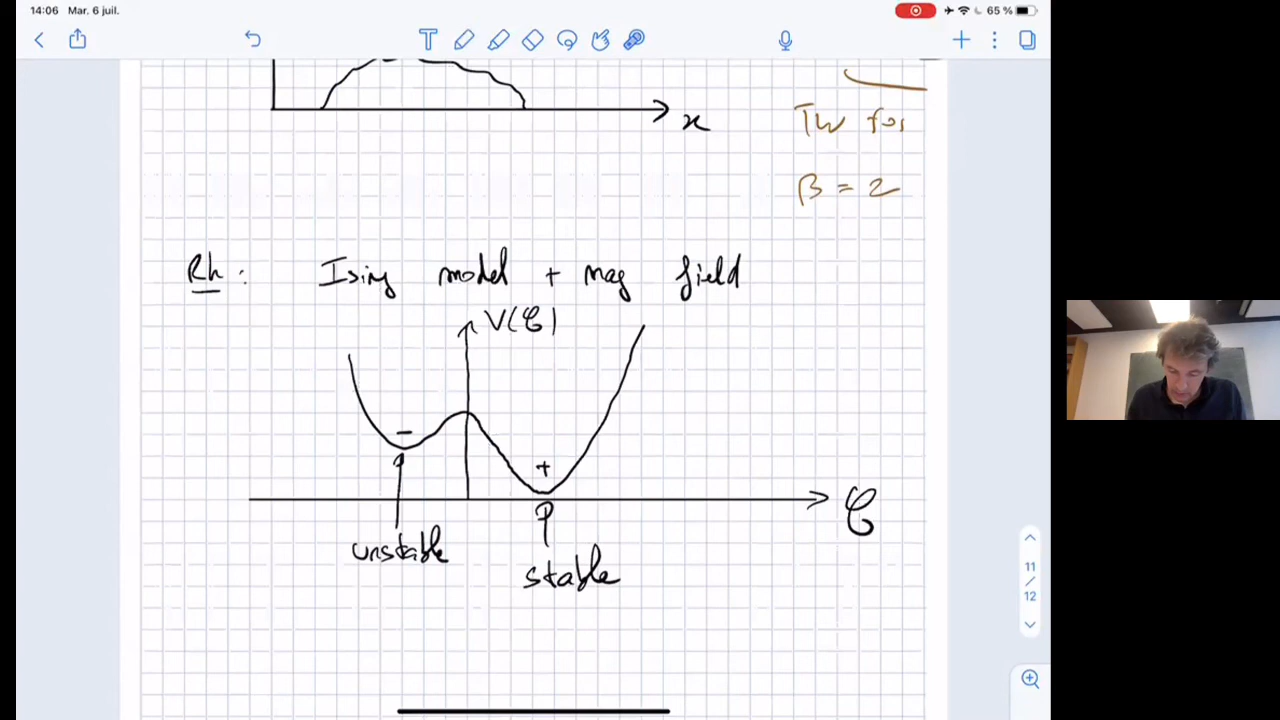 14:06 Mar. 6 juil. 65 %
x
TW for
β = 2
Rk : Ising model + mag field
V(φ)
-
+
φ
unstable
stable
11
/
12